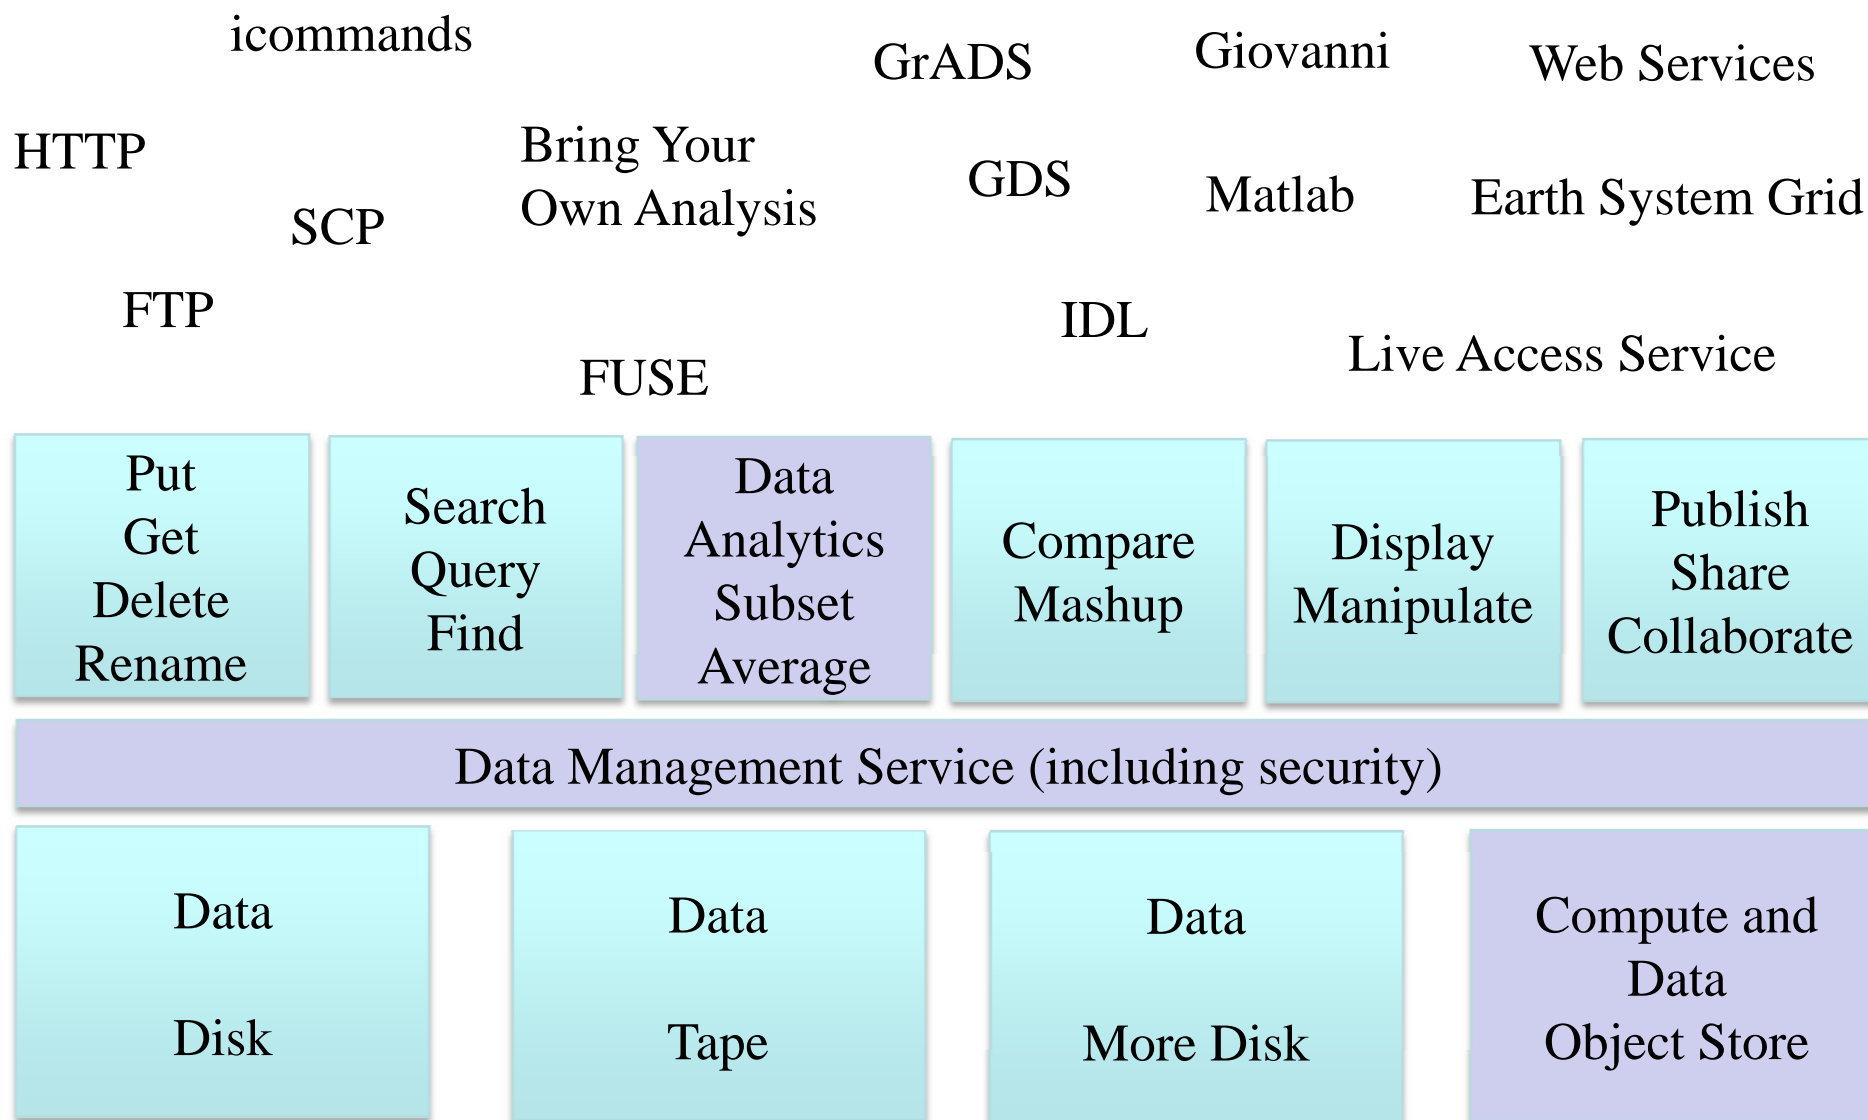 icommands
GrADS
Giovanni
Web Services
HTTP
Bring Your
Own Analysis
GDS
Matlab
Earth System Grid
SCP
FTP
IDL
FUSE
Live Access Service
Put
Get
Delete
Rename
Search
Query
Find
Data
Analytics
Subset
Average
Compare
Mashup
Display
Manipulate
Publish
Share
Collaborate
Data Management Service (including security)
Data
Disk
Data
Tape
Data
More Disk
Compute and
Data
Object Store